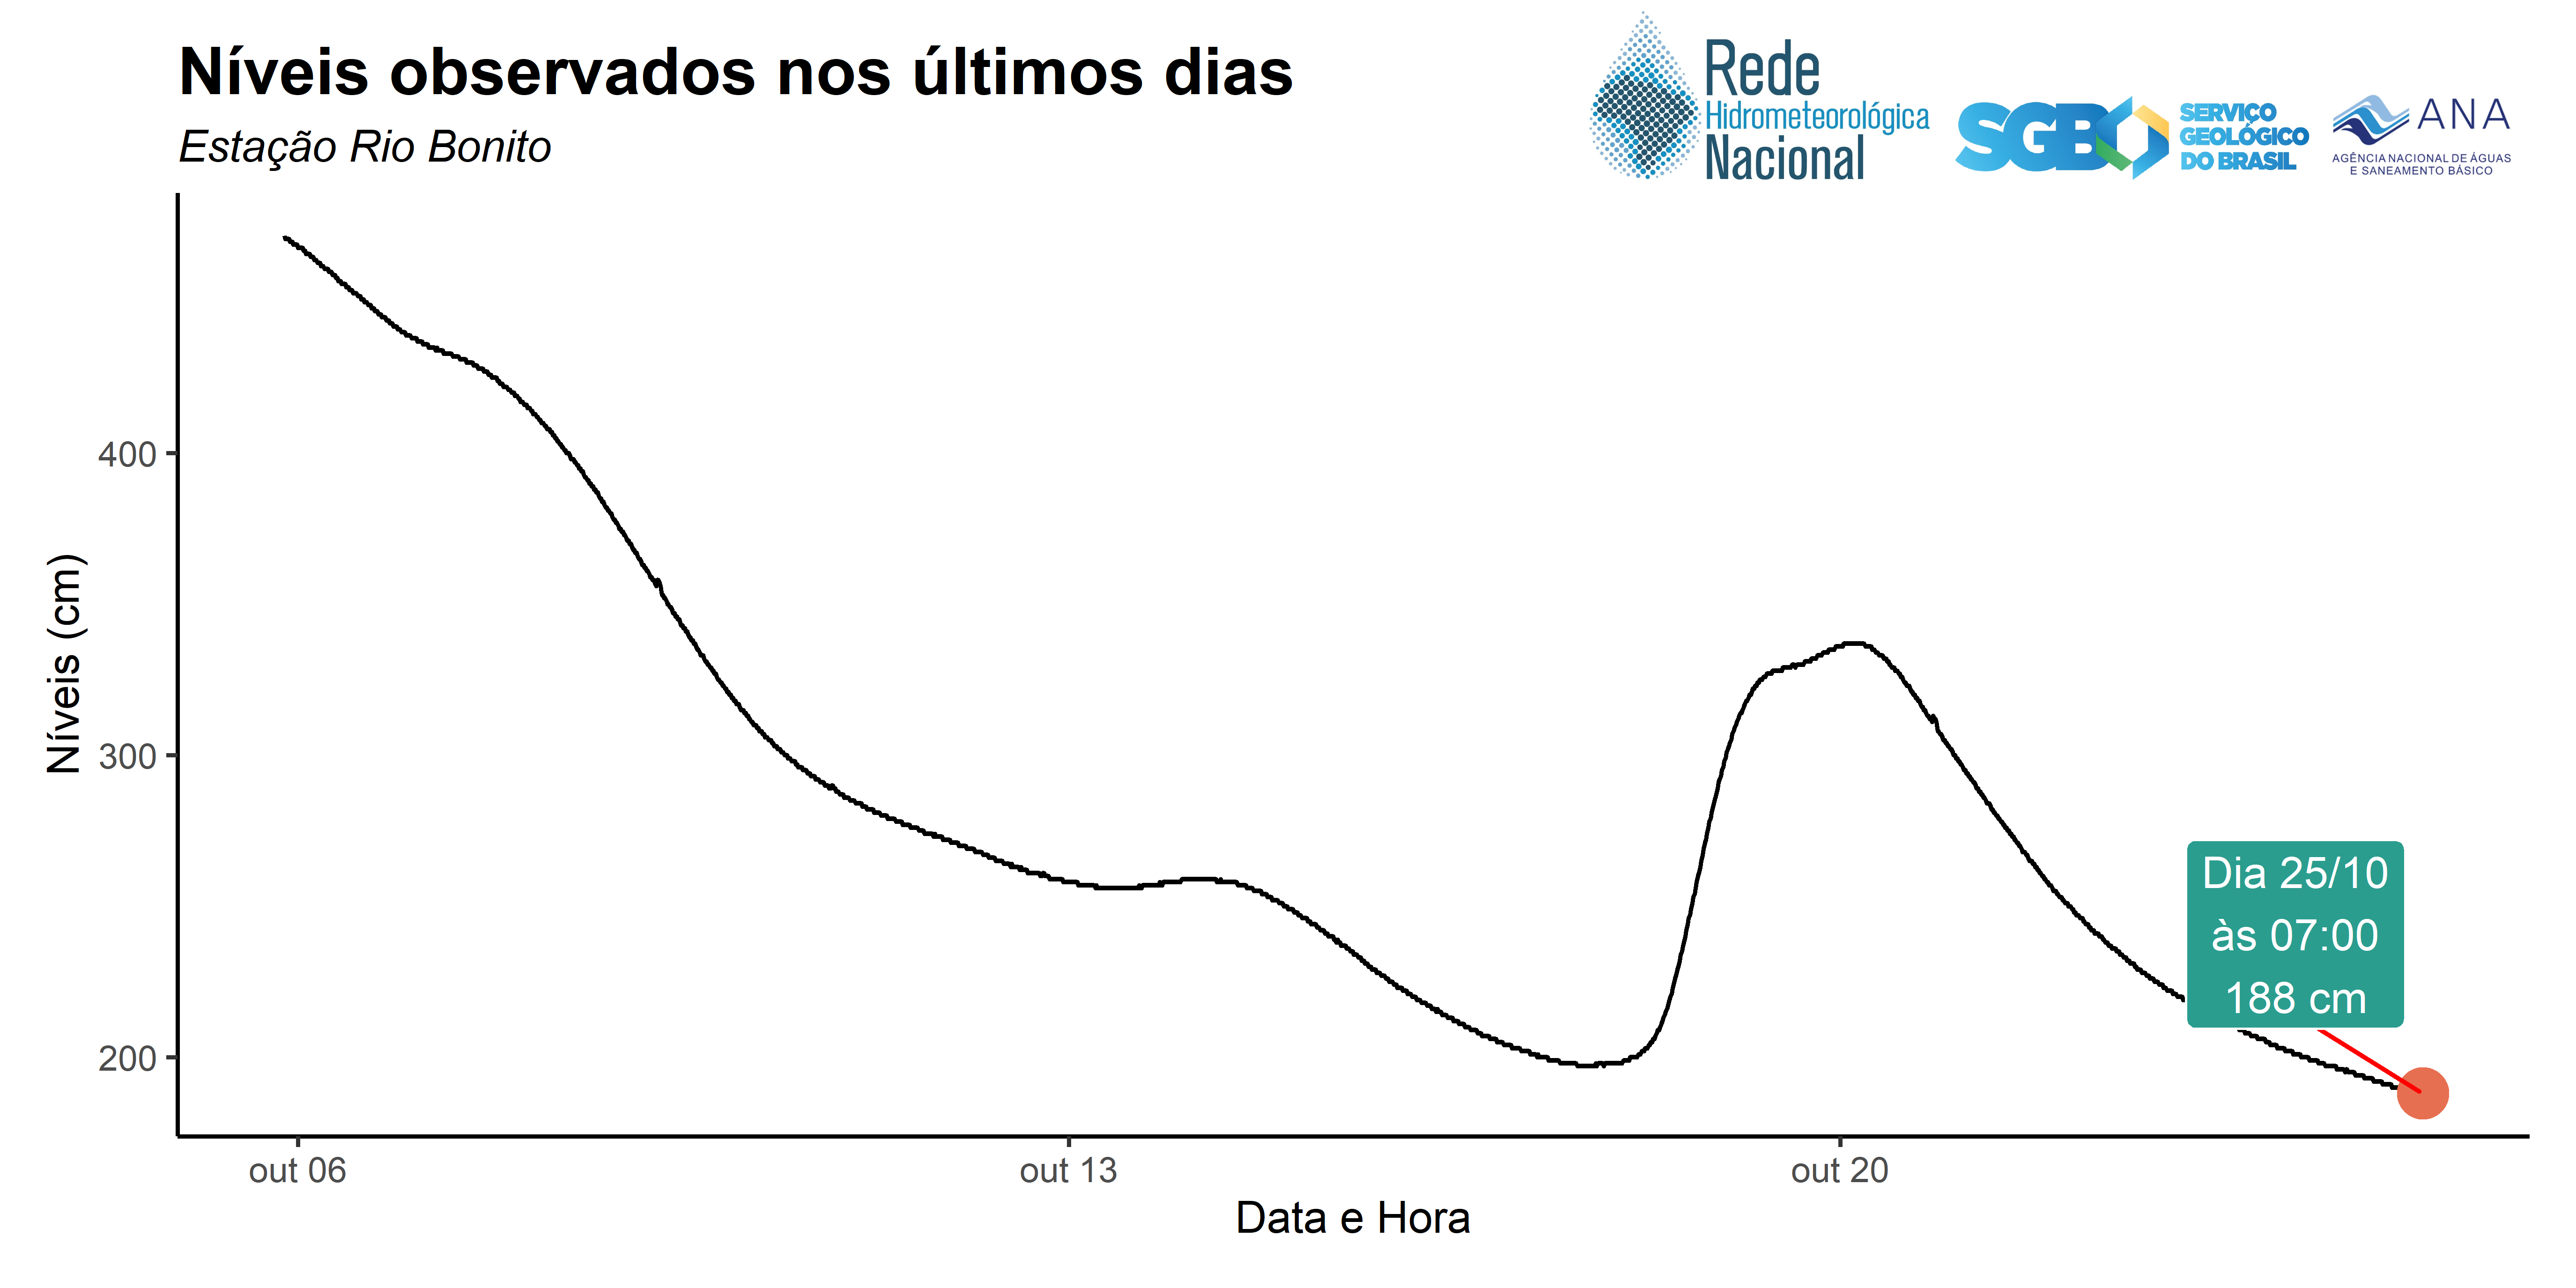 Níveis observados nos últimos dias
Estação Rio Bonito
Rede
Hidrometeorológica
Nacional
SGB
SERVIÇO
GEOLÓGICO
DO BRASIL
ANA
AGÊNCIA NACIONAL DE ÁGUAS
E SANEAMENTO BÁSICO
Níveis (cm)
400
300
200
Dia 25/10
às 07:00
188 cm
out 06
out 13
out 20
Data e Hora